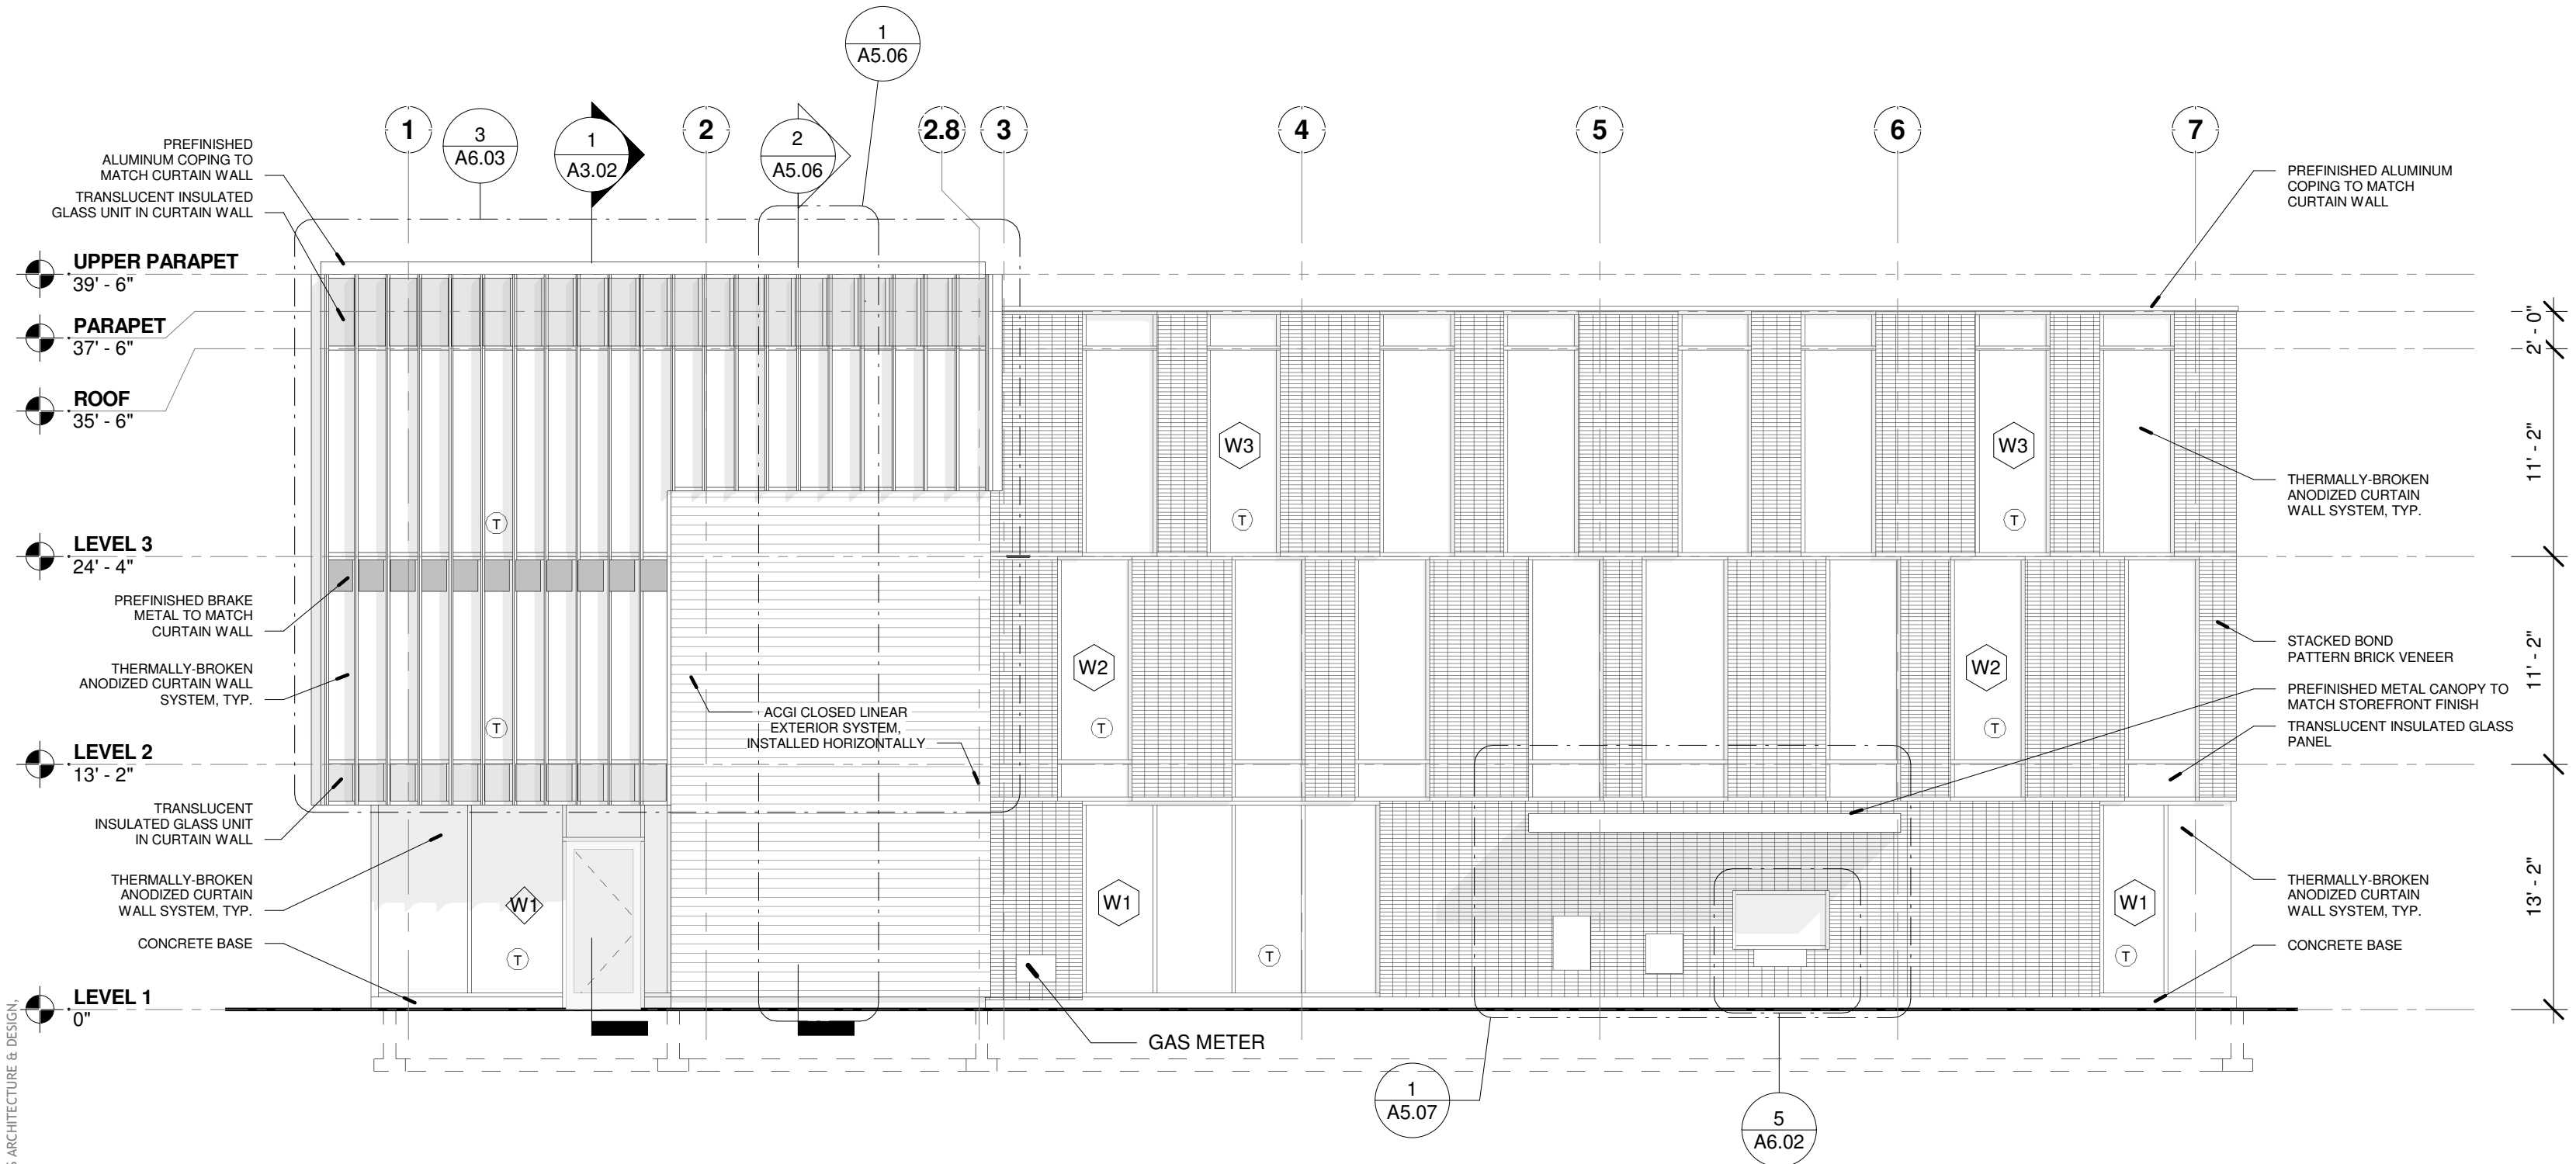 1
A5.06
1
3
A6.03
1
A3.02
2
2
A5.06
2.8
3
4
5
6
7
PREFINISHED
ALUMINUM COPING TO
MATCH CURTAIN WALL
TRANSLUCENT INSULATED
GLASS UNIT IN CURTAIN WALL
UPPER PARAPET
39' - 6"
PARAPET
37' - 6"
ROOF
35' - 6"
LEVEL 3
24' - 4"
PREFINISHED BRAKE
METAL TO MATCH
CURTAIN WALL
THERMALLY-BROKEN
ANODIZED CURTAIN WALL
SYSTEM, TYP.
LEVEL 2
13' - 2"
TRANSLUCENT
INSULATED GLASS UNIT
IN CURTAIN WALL
THERMALLY-BROKEN
ANODIZED CURTAIN
WALL SYSTEM, TYP.
CONCRETE BASE
LEVEL 1
0"
T
T
W1
T
ACGI CLOSED LINEAR
EXTERIOR SYSTEM,
INSTALLED HORIZONTALLY
W3
T
W3
T
W2
T
W2
T
W1
T
W1
T
GAS METER
1
A5.07
5
A6.02
PREFINISHED ALUMINUM
COPING TO MATCH
CURTAIN WALL
THERMALLY-BROKEN
ANODIZED CURTAIN
WALL SYSTEM, TYP.
STACKED BOND
PATTERN BRICK VENEER
PREFINISHED METAL CANOPY TO
MATCH STOREFRONT FINISH
TRANSLUCENT INSULATED GLASS
PANEL
THERMALLY-BROKEN
ANODIZED CURTAIN
WALL SYSTEM, TYP.
CONCRETE BASE
2' - 0"
11' - 2"
11' - 2"
13' - 2"
ARCHITECTURE & DESIGN,